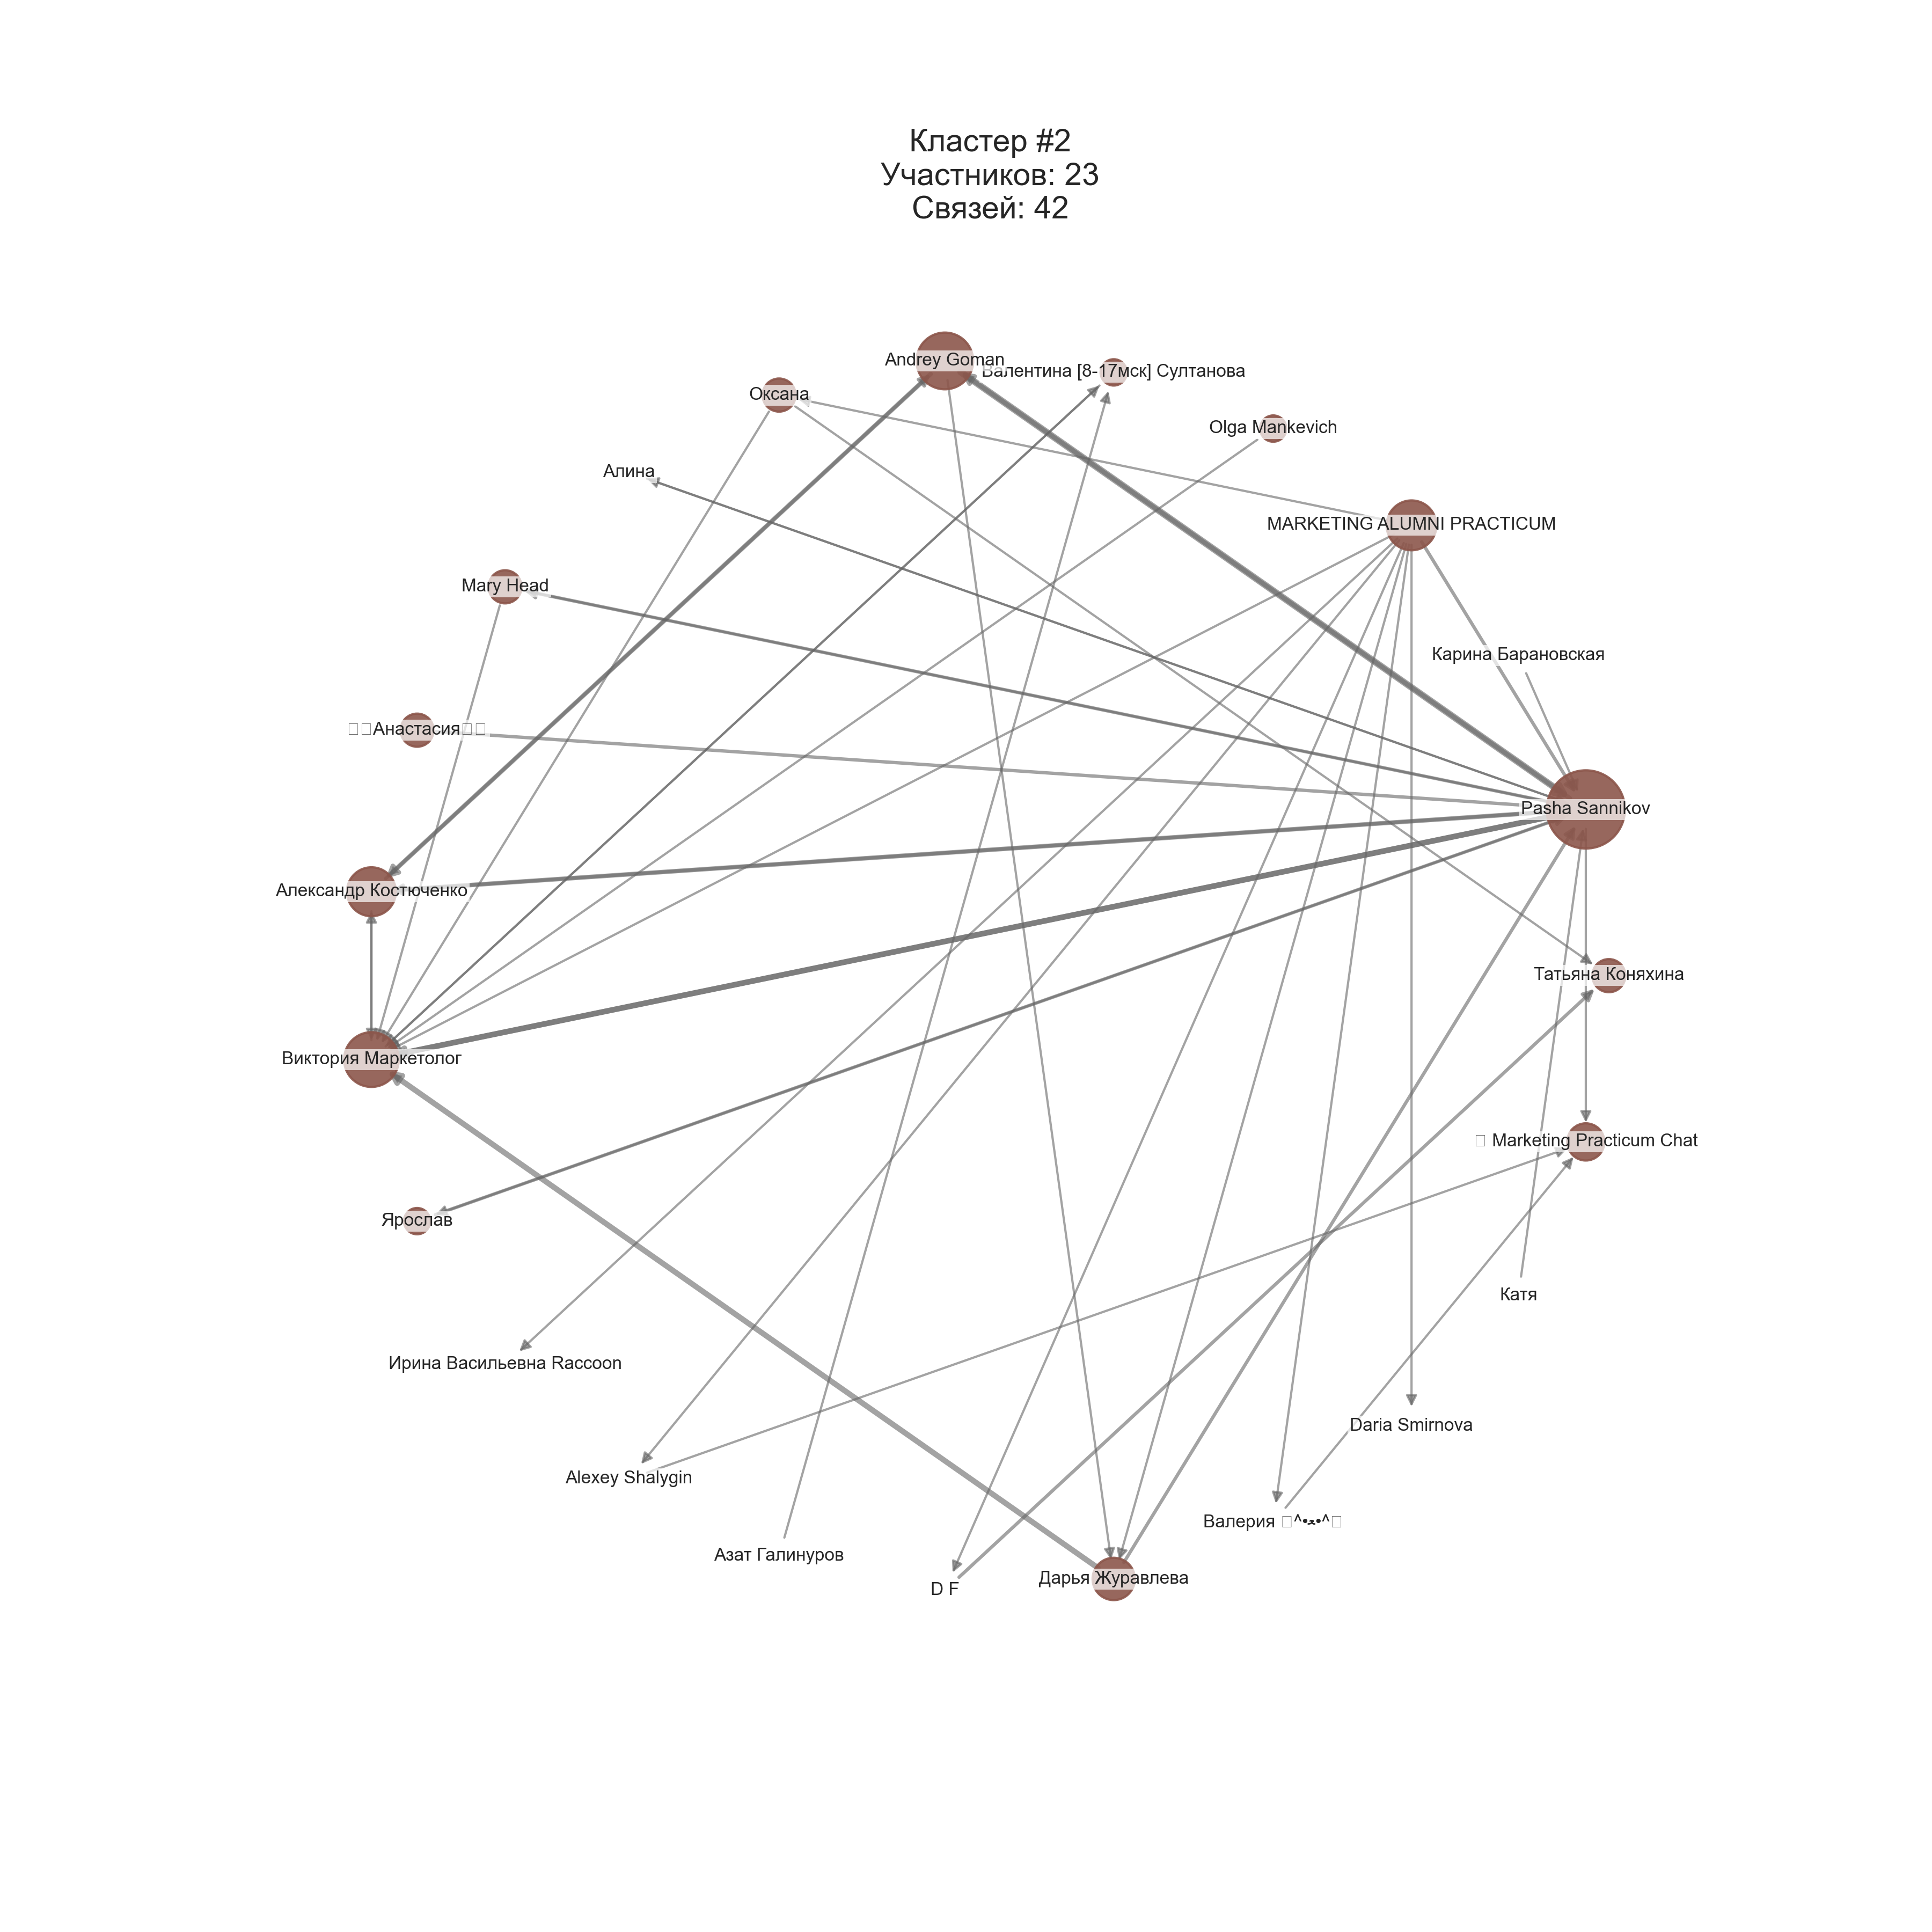 Кластер #2
Участников: 23
Связей: 42
Andrey Goman
Валентина [8-17мск] Султанова
Оксана
Olga Mankevich
Алина
MARKETING ALUMNI PRACTICUM
Mary Head
Карина Барановская
Анастасия
Pasha Sannikov
Александр Костюченко
Татьяна Коняхина
Виктория Маркетолог
Marketing Practicum Chat
Ярослав
Катя
Ирина Васильевна Raccoon
Daria Smirnova
Alexey Shalygin
Валерия ^•ﻌ•^
Азат Галинуров
Дарья Журавлева
D F